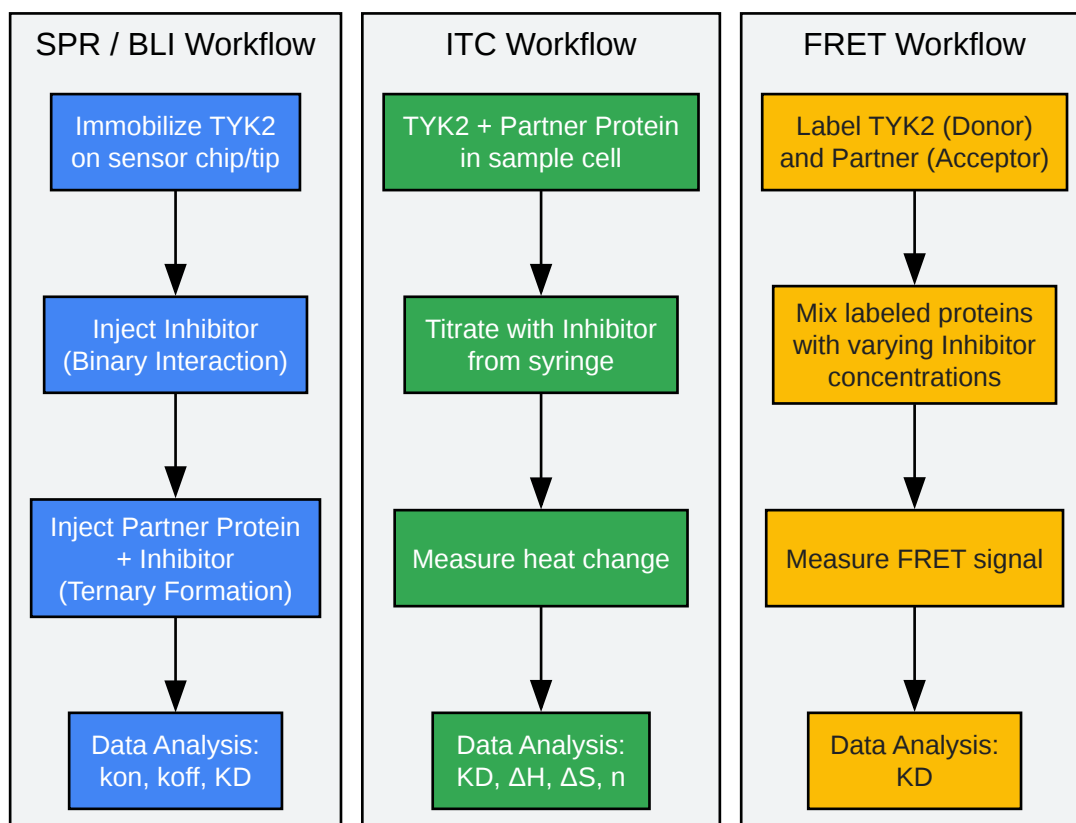 SPR / BLI Workflow
Immobilize TYK2
on sensor chip/tip
Inject Inhibitor
(Binary Interaction)
Inject Partner Protein
+ Inhibitor
(Ternary Formation)
Data Analysis:
kon, koff, KD
ITC Workflow
TYK2 + Partner Protein
in sample cell
Titrate with Inhibitor
from syringe
Measure heat change
Data Analysis:
KD, ΔH, ΔS, n
FRET Workflow
Label TYK2 (Donor)
and Partner (Acceptor)
Mix labeled proteins
with varying Inhibitor
concentrations
Measure FRET signal
Data Analysis:
KD